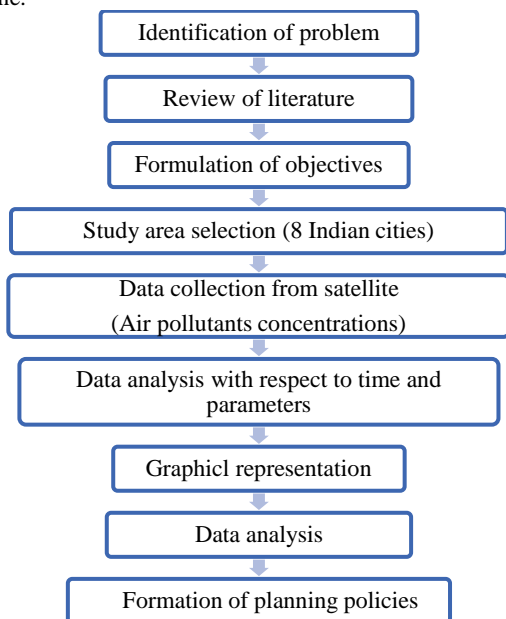 Identification of problem
Review of literature
Formulation of objectives
Study area selection (8 Indian cities)
Data collection from satellite
(Air pollutants concentrations)
Data analysis with respect to time and
parameters
Graphicl representation
Data analysis
Formation of planning policies